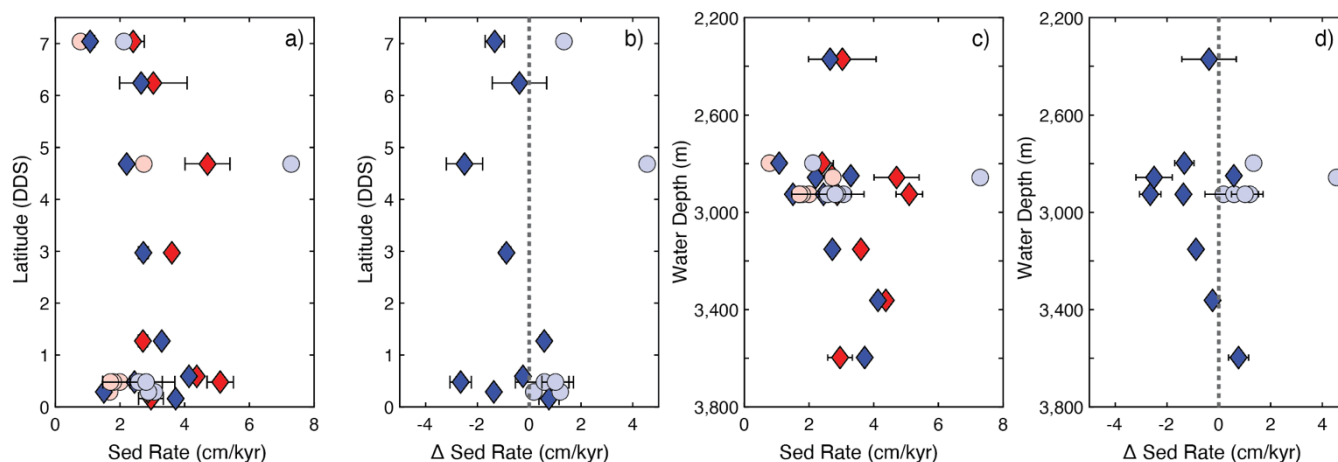 a)
7
6
5
4
3
2
1
0
Latitude (DDS)
0 2 4 6 8
Sed Rate (cm/kyr)
b)
7
6
5
4
3
2
1
0
Latitude (DDS)
-4 -2 0 2 4
Δ Sed Rate (cm/kyr)
c)
2,200
2,600
3,000
3,400
3,800
Water Depth (m)
0 2 4 6 8
Sed Rate (cm/kyr)
d)
2,200
2,600
3,000
3,400
3,800
Water Depth (m)
-4 -2 0 2 4
Δ Sed Rate (cm/kyr)